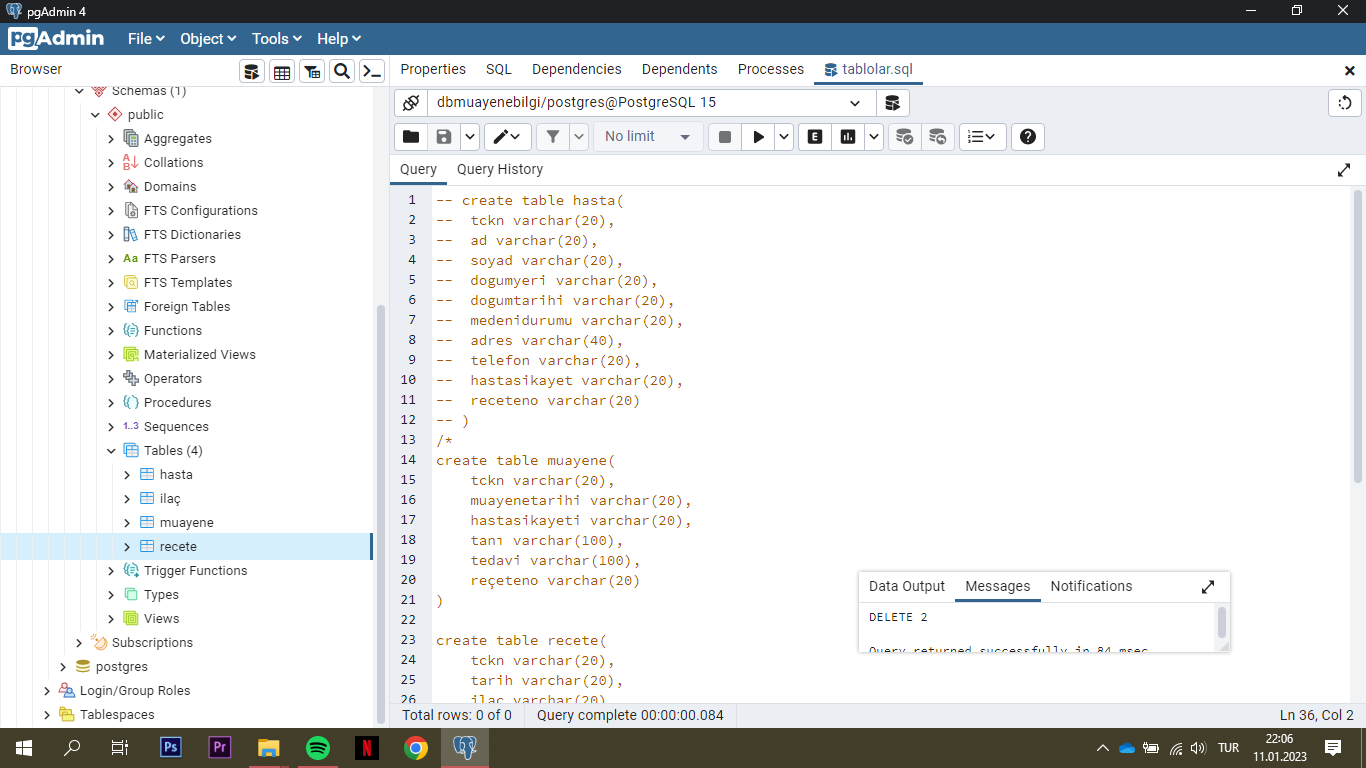 pgAdmin 4
pgAdmin File Object Tools Help
Browser
Schemas (1)
public
Aggregates
Collations
Domains
FTS Configurations
FTS Dictionaries
Aa FTS Parsers
FTS Templates
Foreign Tables
Functions
Materialized Views
Operators
Procedures
1..3 Sequences
Tables (4)
hasta
ilaç
muayene
recete
Trigger Functions
Types
Views
Subscriptions
postgres
Login/Group Roles
Tablespaces
Properties SQL Dependencies Dependents Processes tablolar.sql
dbmuayenebilgi/postgres@PostgreSQL 15
No limit E
Query Query History
1 -- create table hasta(
2 -- tckn varchar(20),
3 -- ad varchar(20),
4 -- soyad varchar(20),
5 -- dogumyeri varchar(20),
6 -- dogumtarihi varchar(20),
7 -- medenidurumu varchar(20),
8 -- adres varchar(40),
9 -- telefon varchar(20),
10 -- hastasikayet varchar(20),
11 -- receteno varchar(20)
12 -- )
13 /*
14 create table muayene(
15 tckn varchar(20),
16 muayenetarihi varchar(20),
17 hastasikayeti varchar(20),
18 tanı varchar(100),
19 tedavi varchar(100),
20 reçeteno varchar(20)
21 )
22
23 create table recete(
24 tckn varchar(20),
25 tarih varchar(20),
26 ilac varchar(20)
Data Output Messages Notifications
DELETE 2
Query returned successfully in 84 msec.
Total rows: 0 of 0 Query complete 00:00:00.084 Ln 36, Col 2
Ps Pr N TUR 22:06
11.01.2023